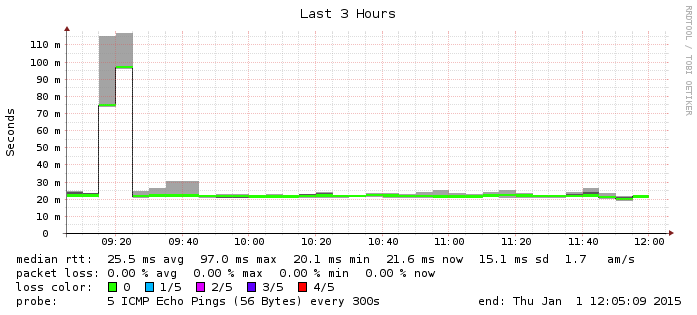 Last 3 Hours
RRDTOOL / TOBI OETIKER
Seconds
110 m
100 m
90 m
80 m
70 m
60 m
50 m
40 m
30 m
20 m
10 m
0
09:20 09:40 10:00 10:20 10:40 11:00 11:20 11:40 12:00
median rtt: 25.5 ms avg 97.0 ms max 20.1 ms min 21.6 ms now 15.1 ms sd 1.7 am/s
packet loss: 0.00 % avg 0.00 % max 0.00 % min 0.00 % now
loss color: 0 1/5 2/5 3/5 4/5
probe: 5 ICMP Echo Pings (56 Bytes) every 300s end: Thu Jan 1 12:05:09 2015